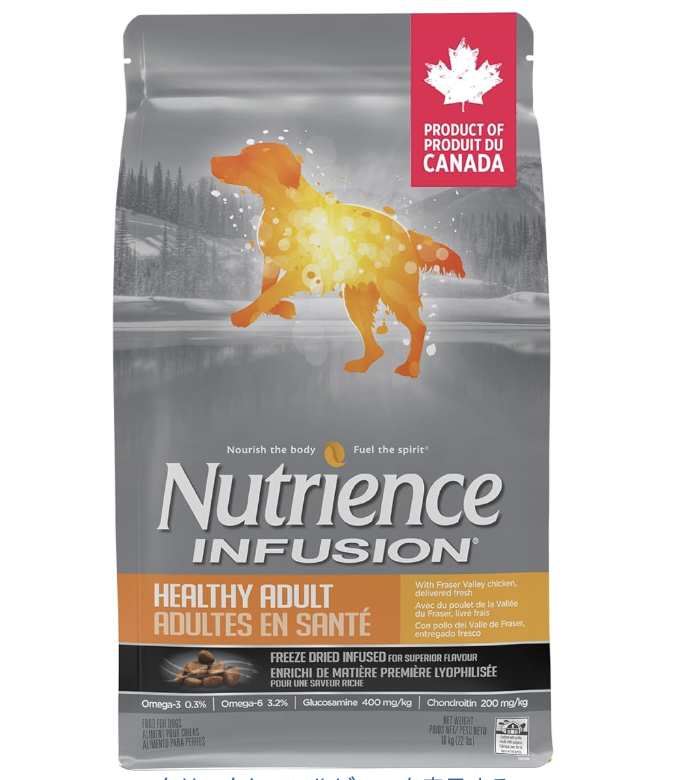 PRODUCT OF
PRODUIT DU
CANADA
Nourish the body Fuel the spirit®
Nutrience
INFUSION®
HEALTHY ADULT
ADULTES EN SANTÉ
With Fraser Valley chicken,
delivered fresh
Avec du poulet de la Vallée
du Fraser, livré frais
Con pollo del Valle de Fraser,
entregado fresco
FREEZE DRIED INFUSED FOR SUPERIOR FLAVOUR
ENRICHI DE MATIÈRE PREMIÈRE LYOPHILISÉE
POUR UNE SAVEUR RICHE
Omega-3 0.3% | Omega-6 3.2% | Glucosamine 400 mg/kg | Chondroitin 200 mg/kg
FOOD FOR DOGS
ALIMENT POUR CHIENS
ALIMENTO PARA PERROS
NET WEIGHT
POIDS NET/ PESO NETO
10 kg (22 lbs)